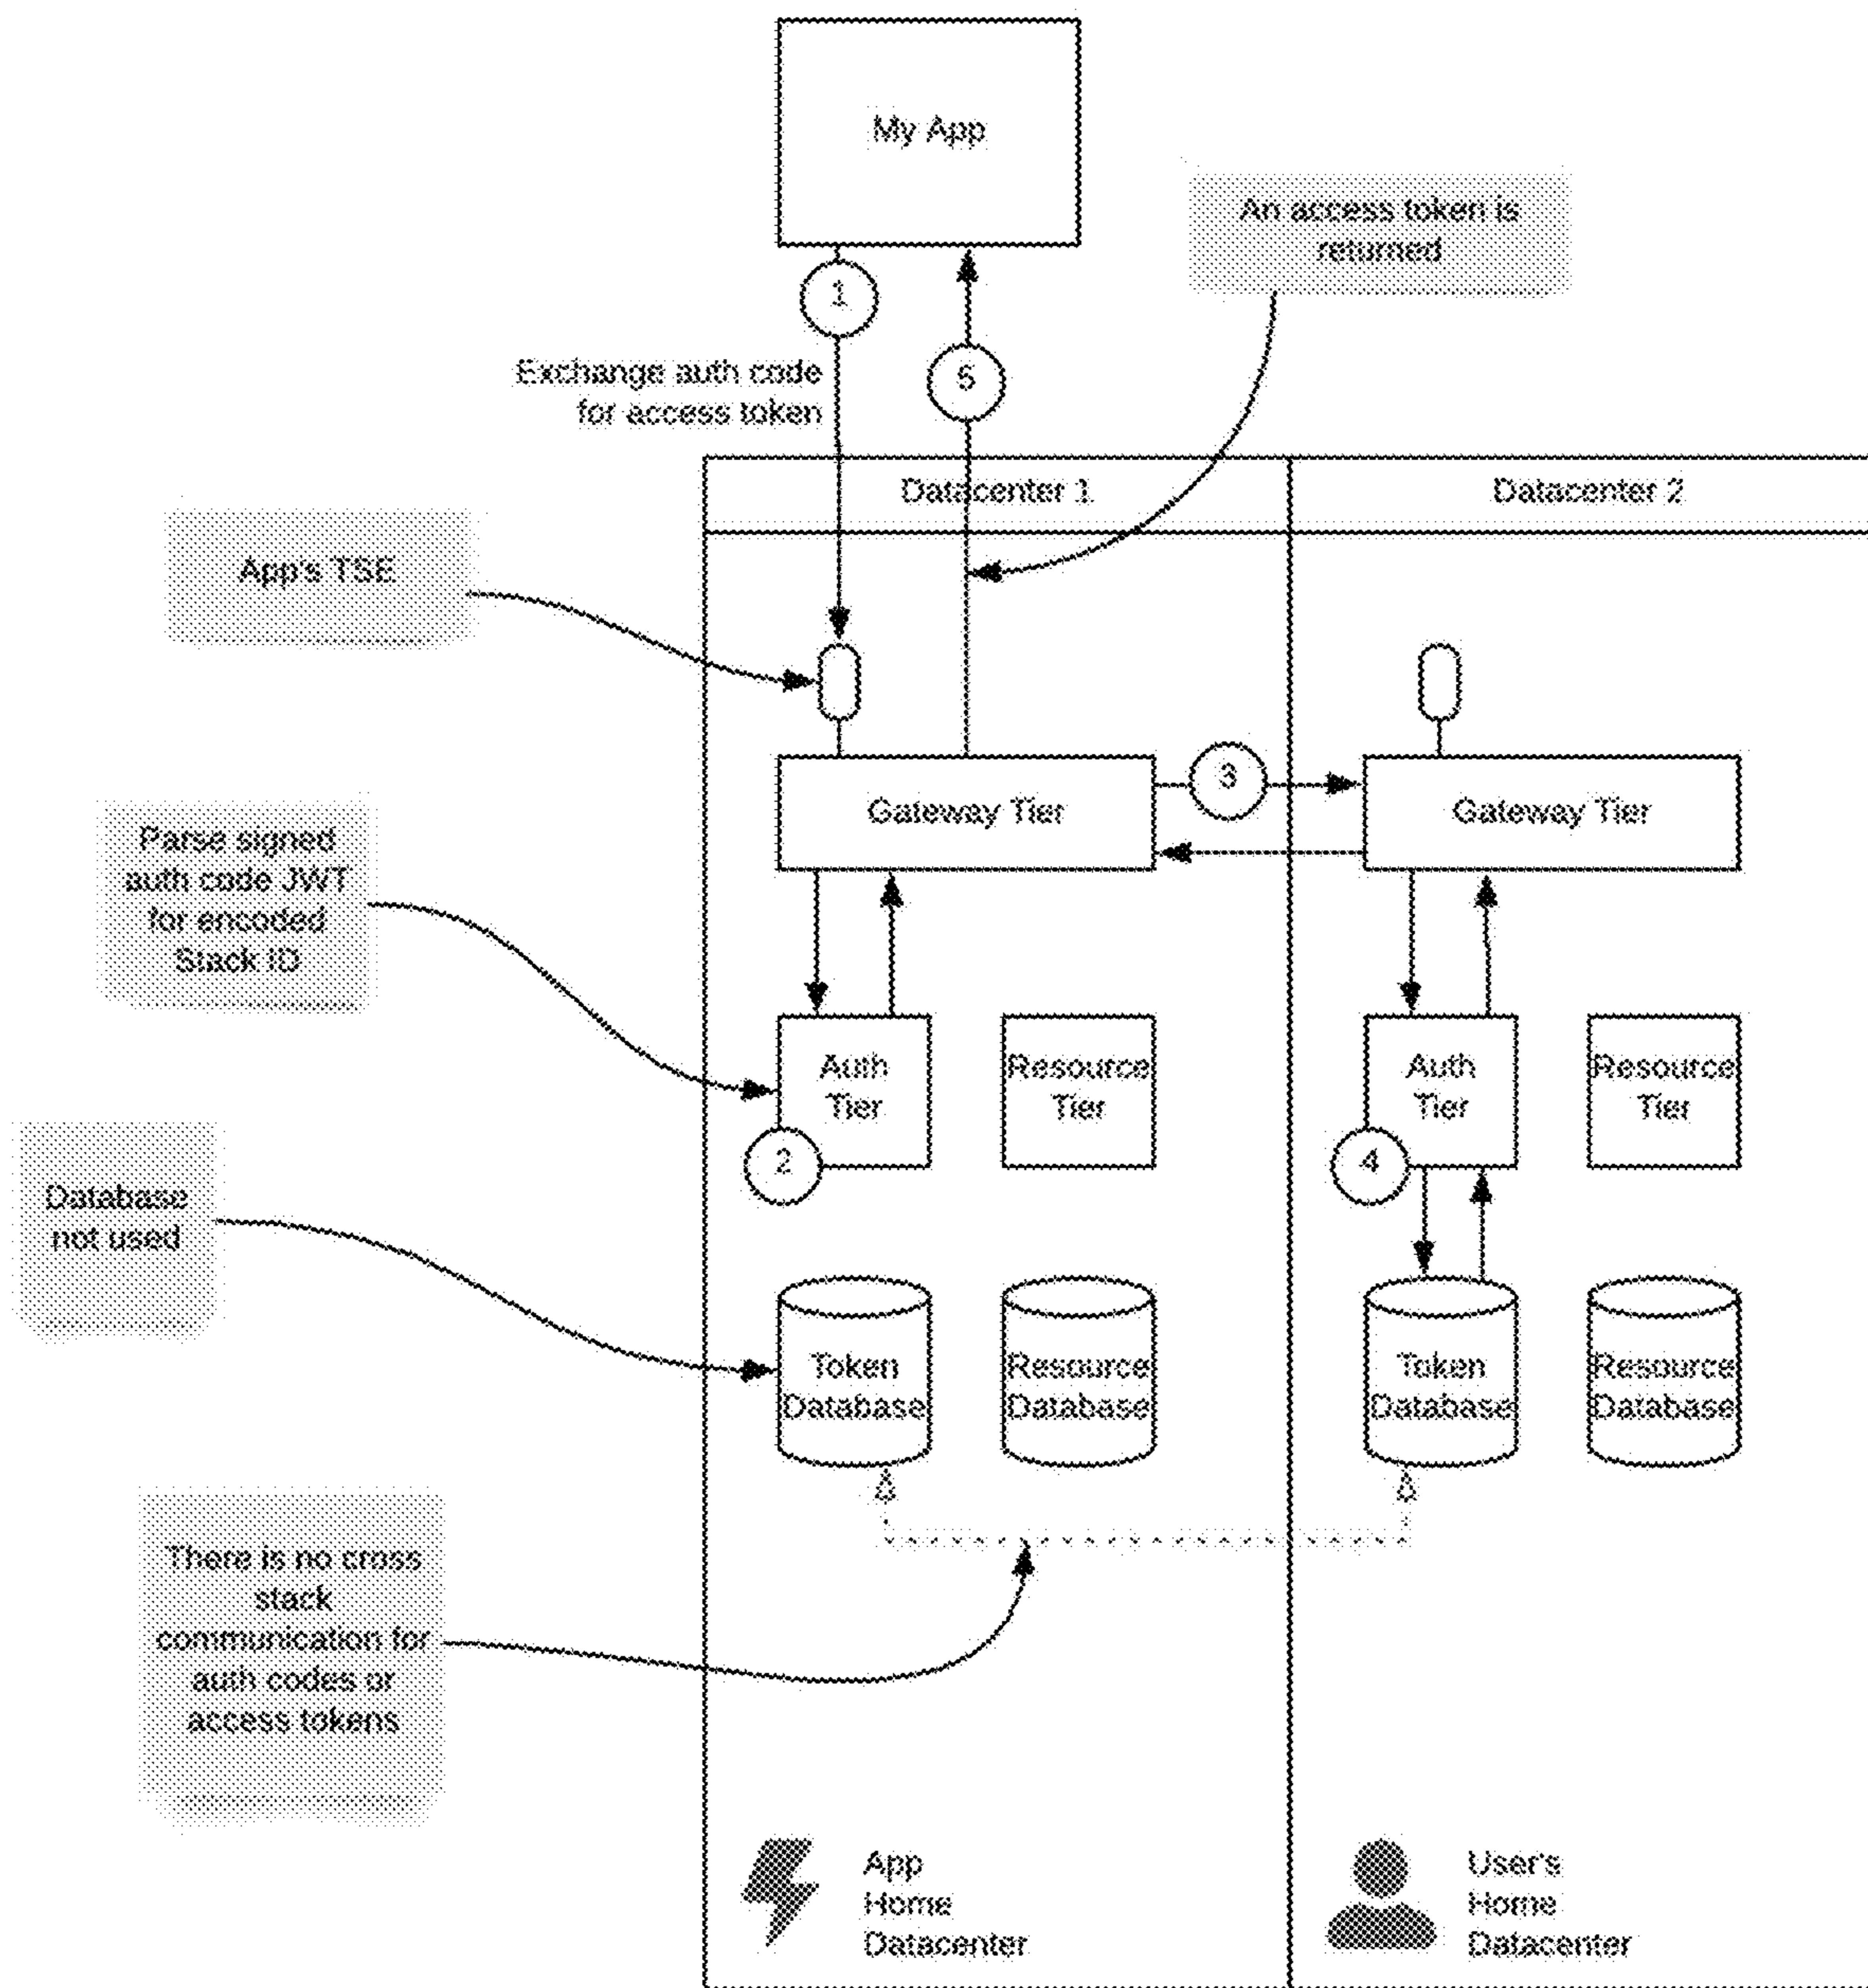 My App
An access token is
returned
1
5
Exchange auth code
for access token
Datacenter 1
Datacenter 2
App's TSE
3
Gateway Tier
Gateway Tier
Parse signed
auth code JWT
for encoded
Stack ID
Auth
Tier
Resource
Tier
Auth
Tier
Resource
Tier
2
4
Database
not used
Token
Database
Resource
Database
Token
Database
Resource
Database
There is no cross
stack
communication for
auth codes or
access tokens
App
Home
Datacenter
User's
Home
Datacenter